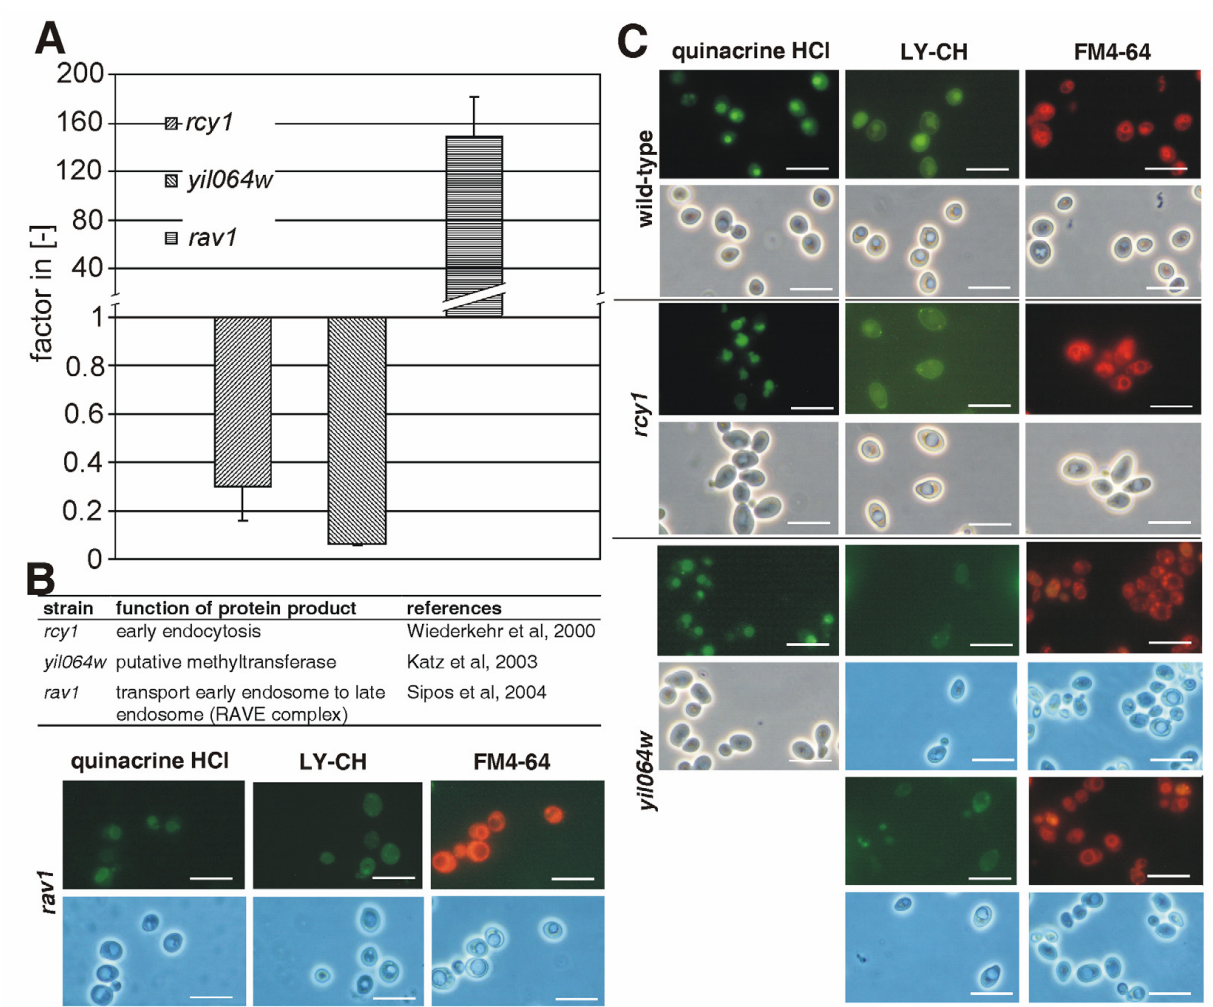 A
200
160
120
80
40
1
0.8
0.6
0.4
0.2
0
factor in [-]
rcy1
yil064w
rav1
B
strain function of protein product references
rcy1 early endocytosis Wiederkehr et al, 2000
yil064w putative methyltransferase Katz et al, 2003
rav1 transport early endosome to late Sipos et al, 2004
endosome (RAVE complex)
quinacrine HCl LY-CH FM4-64
rav1
C
quinacrine HCl LY-CH FM4-64
wild-type
rcy1
yil064w